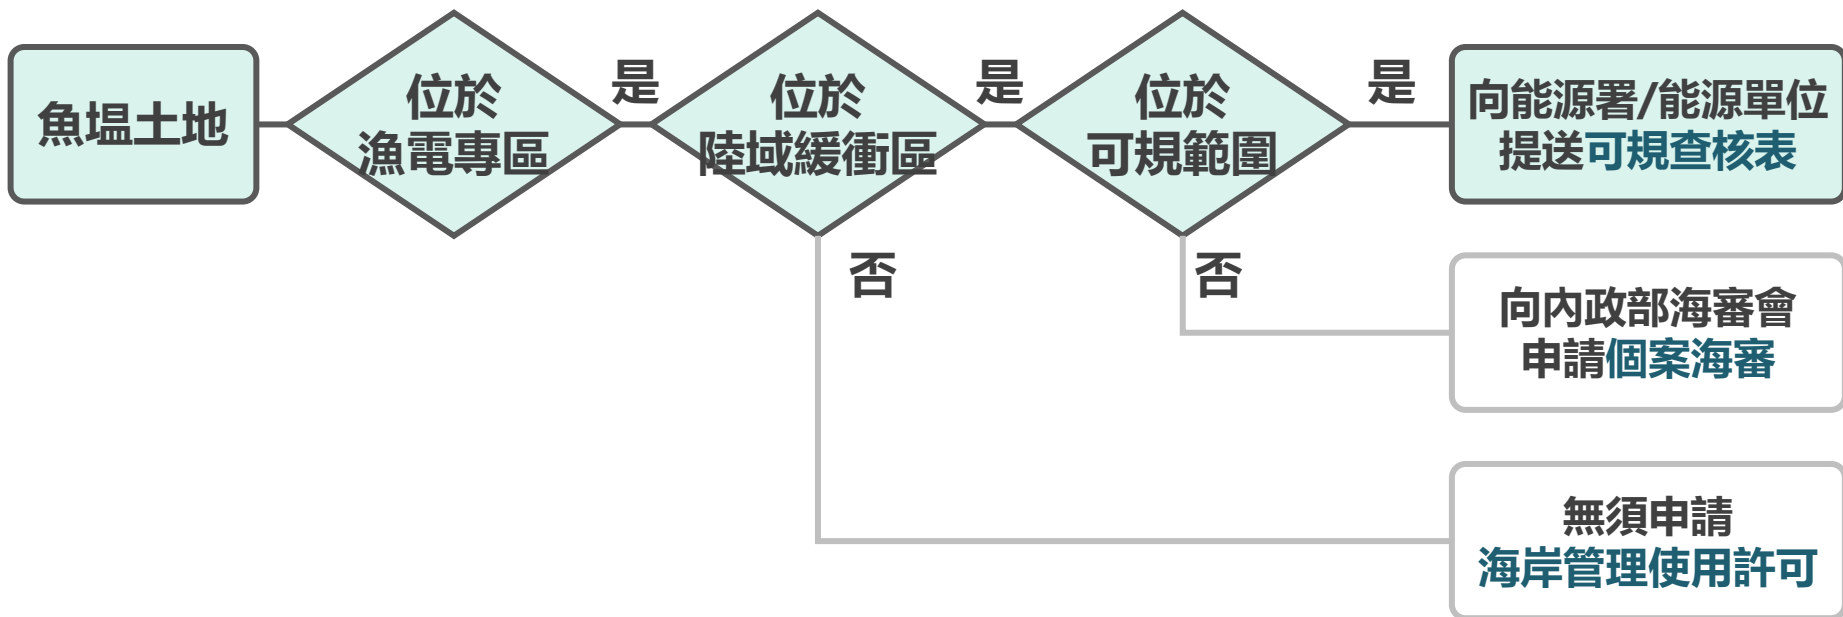 魚塭土地
位於
漁電專區
是
位於
陸域緩衝區
是
位於
可規範圍
是
向能源署/能源單位
提送可規查核表
否
否
向內政部海審會
申請個案海審
無須申請
海岸管理使用許可